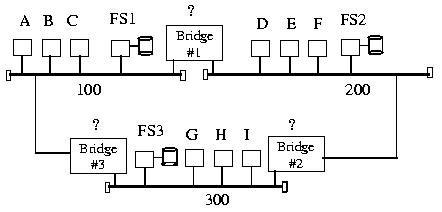 ?
A B C FS1 D E F FS2
Bridge
#1
100 200
? FS3 G H I ?
Bridge
#3
Bridge
#2
300